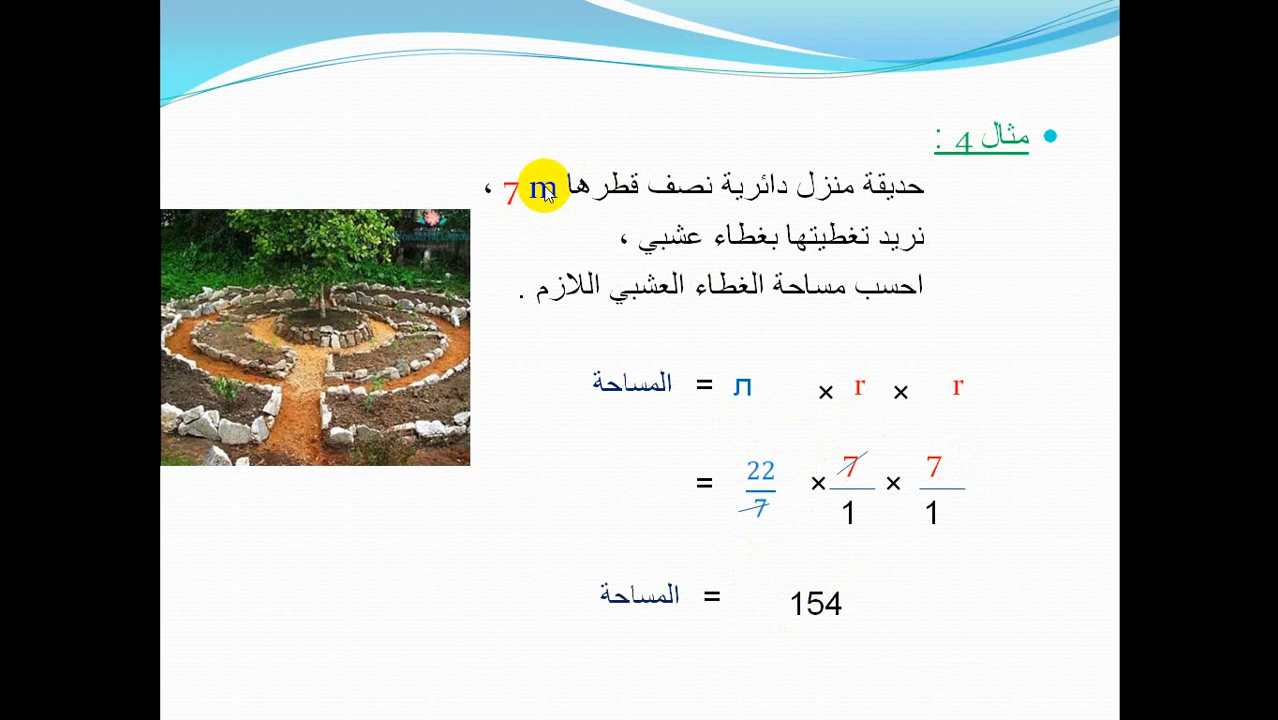 مثال 4 :
حديقة منزل دائرية نصف قطرها 7 m ،
نريد تغطيتها بغطاء عشبي ،
احسب مساحة الغطاء العشبي اللازم .
المساحة = π × r × r
= 22/7 × 7/1 × 7/1
المساحة = 154